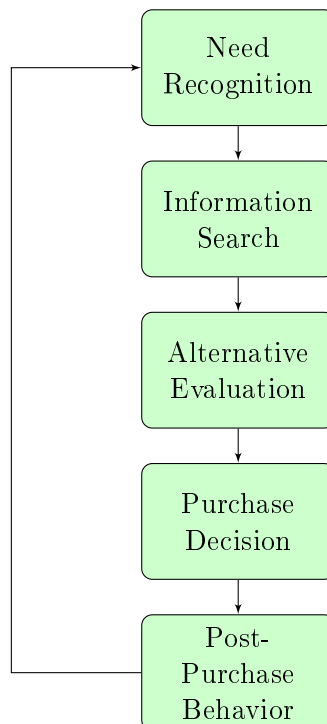 Need
Recognition
Information
Search
Alternative
Evaluation
Purchase
Decision
Post-
Purchase
Behavior